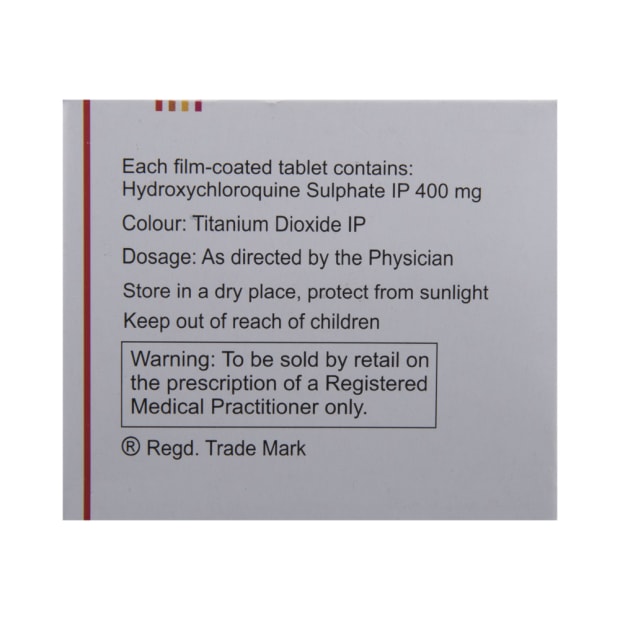 Each film-coated tablet contains:
Hydroxychloroquine Sulphate IP 400 mg
Colour: Titanium Dioxide IP
Dosage: As directed by the Physician
Store in a dry place, protect from sunlight
Keep out of reach of children
Warning: To be sold by retail on
the prescription of a Registered
Medical Practitioner only.
® Regd. Trade Mark